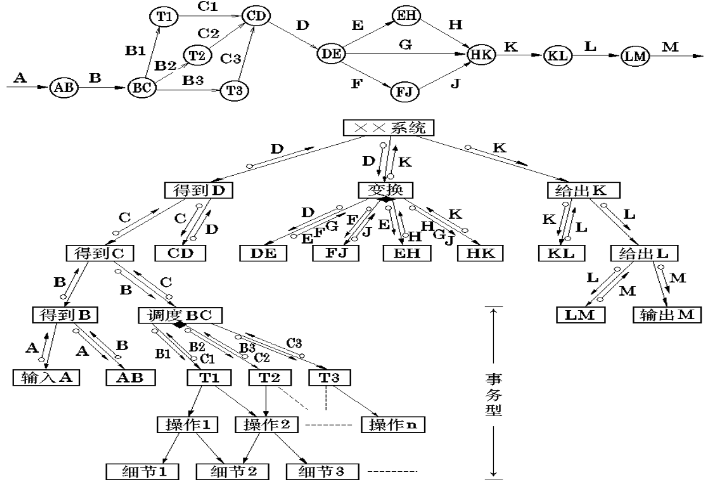 T1 C1 CD D E EH H
B1 C2 C3
T2 DE G HK K KL L LM M
A AB B BC B2 B3 T3 F FJ J
××系统
D D K K
得到D 变换 给出K
C C D D E F G F J E H H G J K K L L
得到C CD DE FJ EH HK KL 给出L
B B C L M M
得到B 调度BC LM 输出M
A A B B1 C1 B2 C2 B3 C3
输入A AB T1 T2 T3
事务型
操作1 操作2 操作n
细节1 细节2 细节3